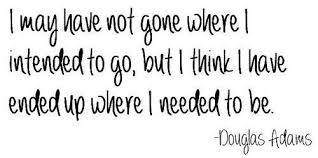 I may have not gone where I
intended to go, but I think I have
ended up where I needed to be.
-Douglas Adams